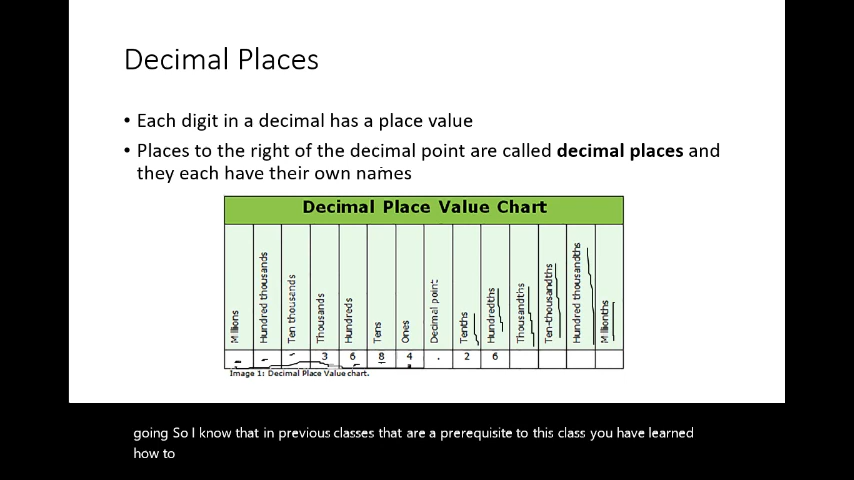 Decimal Places
• Each digit in a decimal has a place value
• Places to the right of the decimal point are called decimal places and
they each have their own names
Decimal Place Value Chart
Millions
Hundred thousands
Ten thousands
Thousands
Hundreds
Tens
Ones
Decimal point
Tenths
Hundredths
Thousandths
Ten-thousandths
Hundred thousandths
Millionths
3 6 8 4 . 2 6
Image 1: Decimal Place Value chart.
going So I know that in previous classes that are a prerequisite to this class you have learned
how to